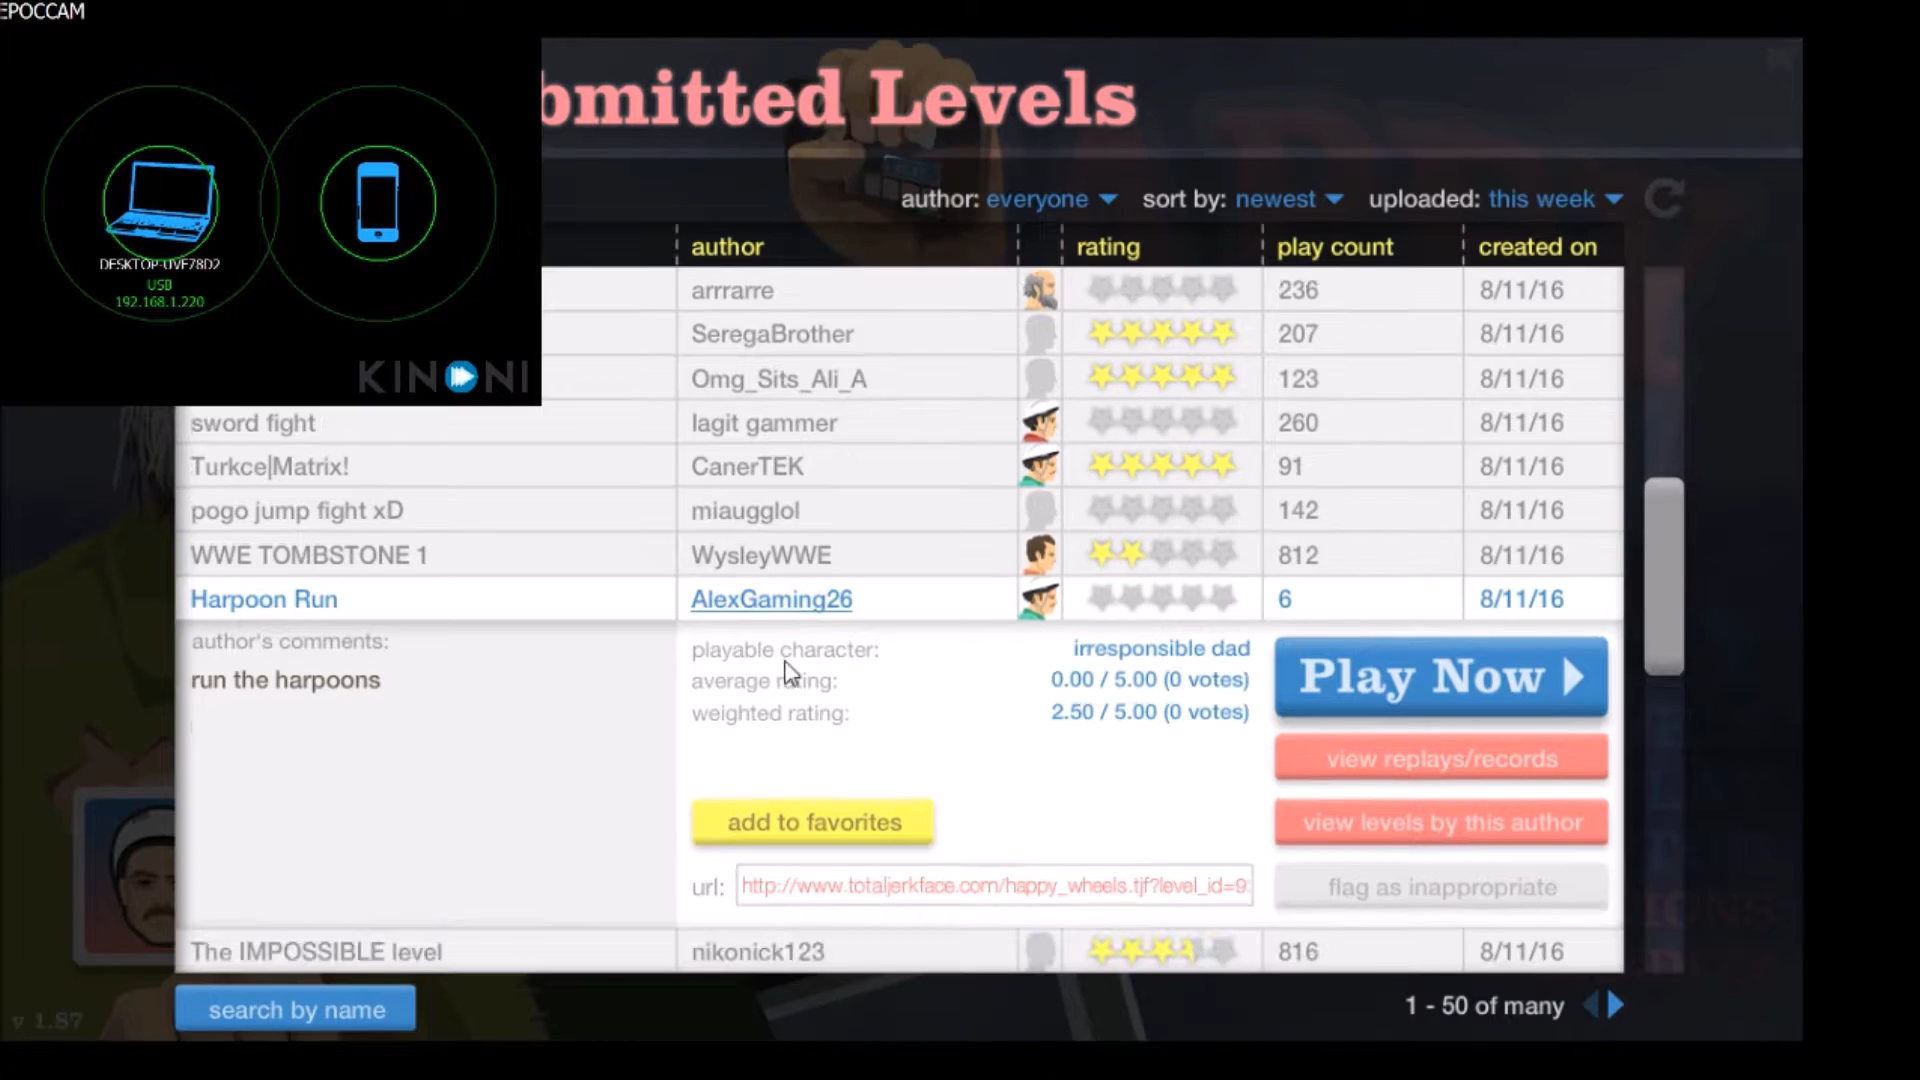 EPOCCAM
DESKTOP-UVF78D2
USB
192.168.1.220
KINONI
bmitted Levels
author: everyone sort by: newest uploaded: this week
author rating play count created on
arrrarre 236 8/11/16
SeregaBrother 207 8/11/16
Omg_Sits_Ali_A 123 8/11/16
sword fight lagit gammer 260 8/11/16
Turkce|Matrix! CanerTEK 91 8/11/16
pogo jump fight xD miaugglol 142 8/11/16
WWE TOMBSTONE 1 WysleyWWE 812 8/11/16
Harpoon Run AlexGaming26 6 8/11/16
author's comments:
run the harpoons
playable character: irresponsible dad
average rating: 0.00 / 5.00 (0 votes)
weighted rating: 2.50 / 5.00 (0 votes)
Play Now
view replays/records
add to favorites
view levels by this author
url: http://www.totaljerkface.com/happy_wheels.tjf?level_id=9
flag as inappropriate
The IMPOSSIBLE level nikonick123 816 8/11/16
search by name
1 - 50 of many
v 1.87